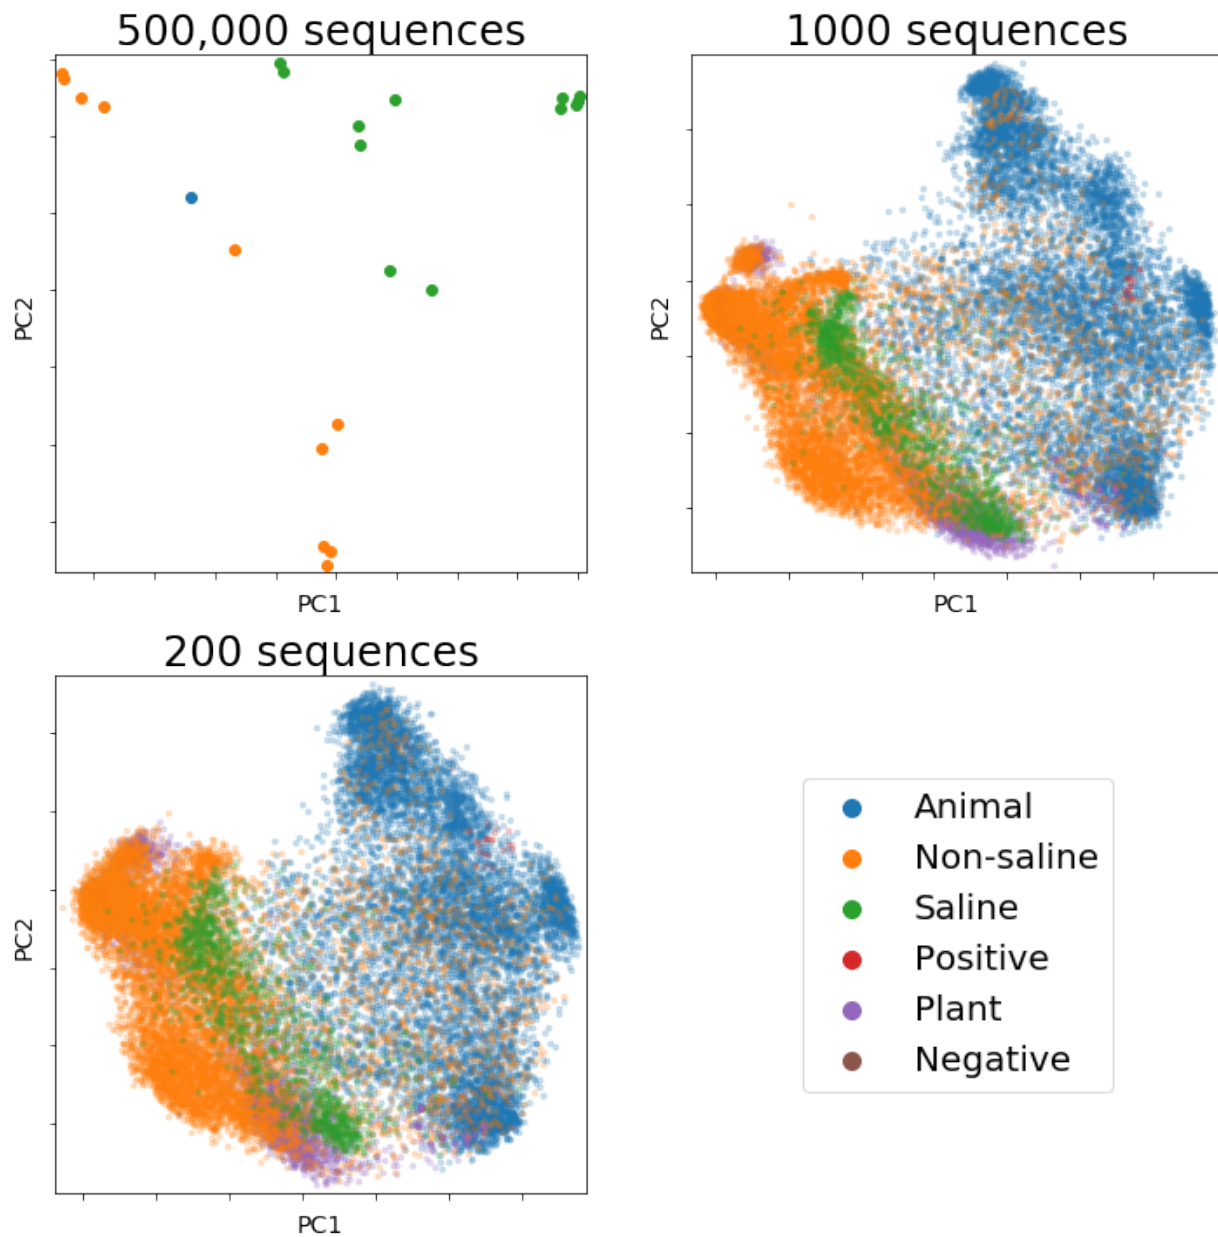 500,000 sequences
1000 sequences
PC2
PC2
PC1
PC1
200 sequences
PC2
PC1
Animal
Non-saline
Saline
Positive
Plant
Negative